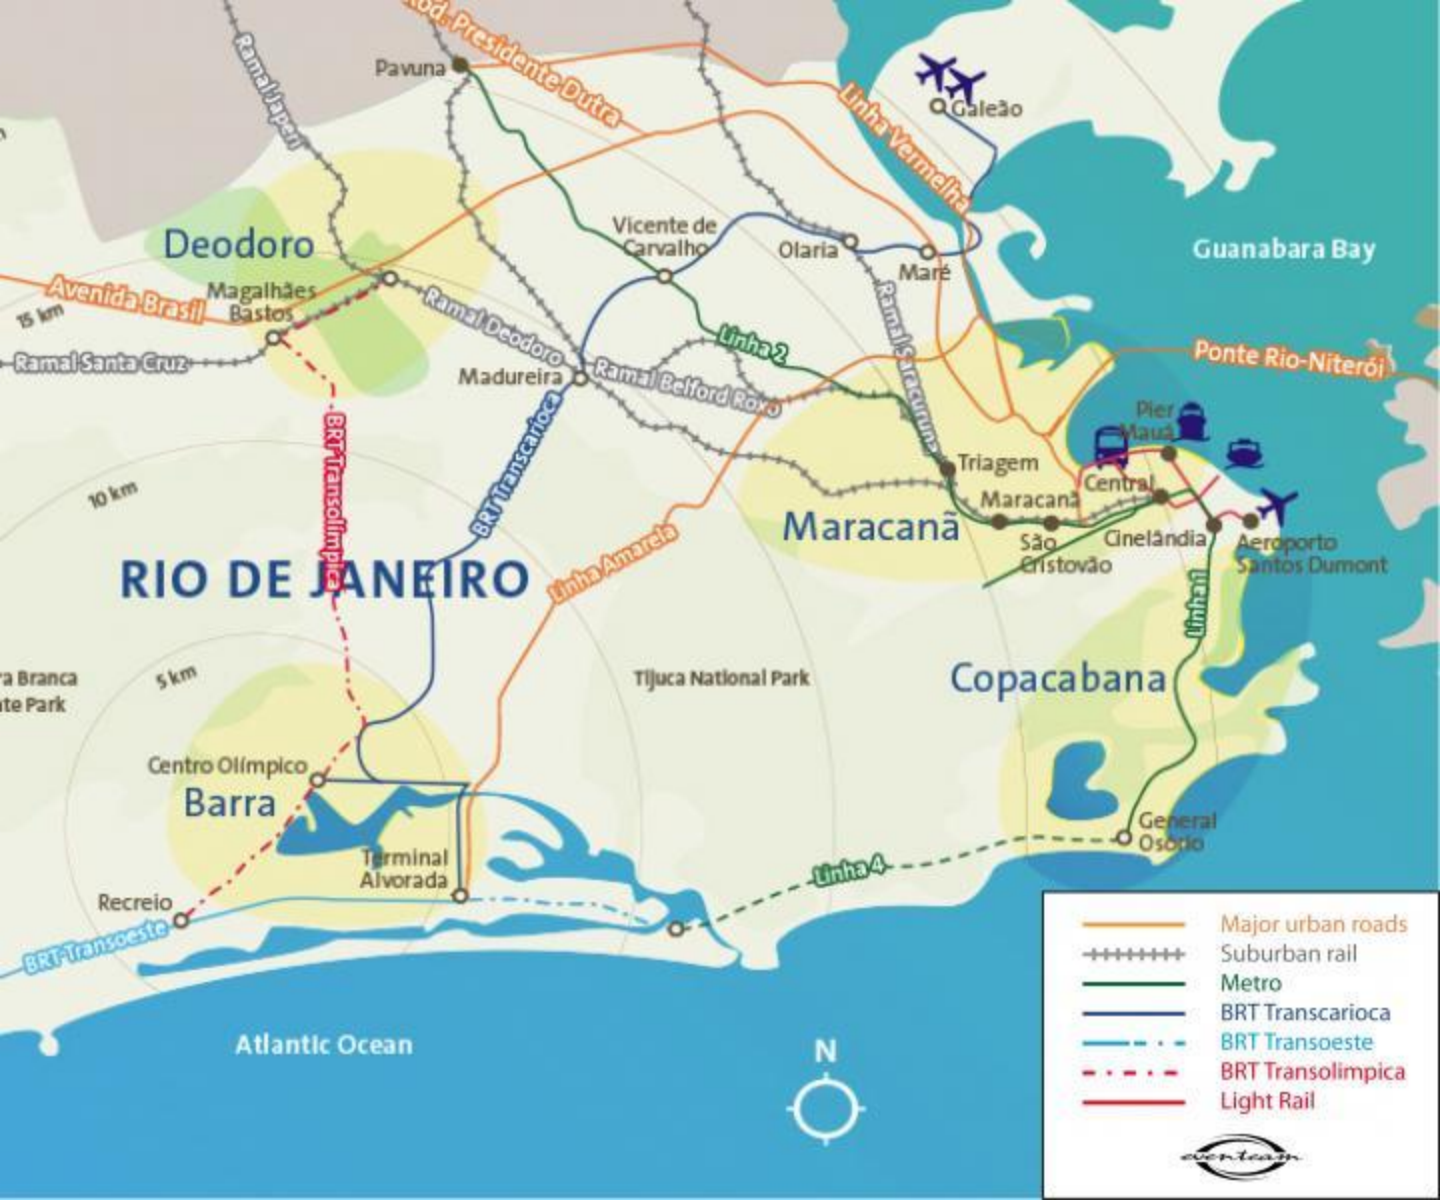 Rod. Presidente Dutra
Ramal Japeri
Pavuna
Linha Vermelha
Galeão
Vicente de
Carvalho
Olaria
Maré
Guanabara Bay
Deodoro
Magalhães
Bastos
Avenida Brasil
15 km
Ramal Santa Cruz
Ramal Deodoro
Madureira
Ramal Belford Roxo
Linha 2
Ramal Saracuruna
Ponte Rio-Niterói
Pier
Mauá
Triagem
Central
Maracanã
Maracanã
São
Cristovão
Cinelândia
Aeroporto
Santos Dumont
10 km
BRT Transolimpica
BRT Transcarioca
Linha Amarela
RIO DE JANEIRO
Linha 1
5 km
ra Branca
ate Park
Tijuca National Park
Copacabana
Centro Olímpico
Barra
Terminal
Alvorada
General
Osório
Linha 4
Recreio
BRT-Transoeste
Atlantic Ocean
N
Major urban roads
Suburban rail
Metro
BRT Transcarioca
BRT Transoeste
BRT Transolimpica
Light Rail
eventeam